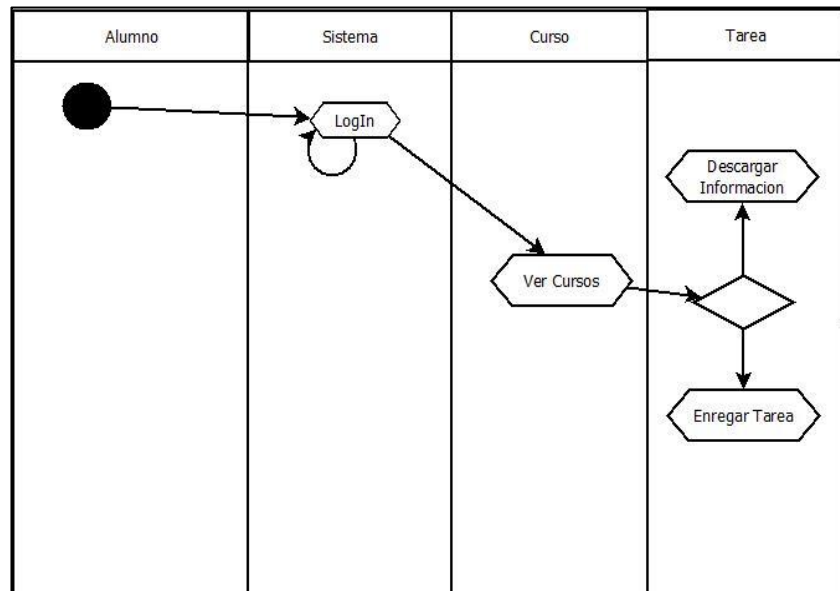 Alumno
Sistema
Curso
Tarea
LogIn
Descargar
Informacion
Ver Cursos
Enregar Tarea